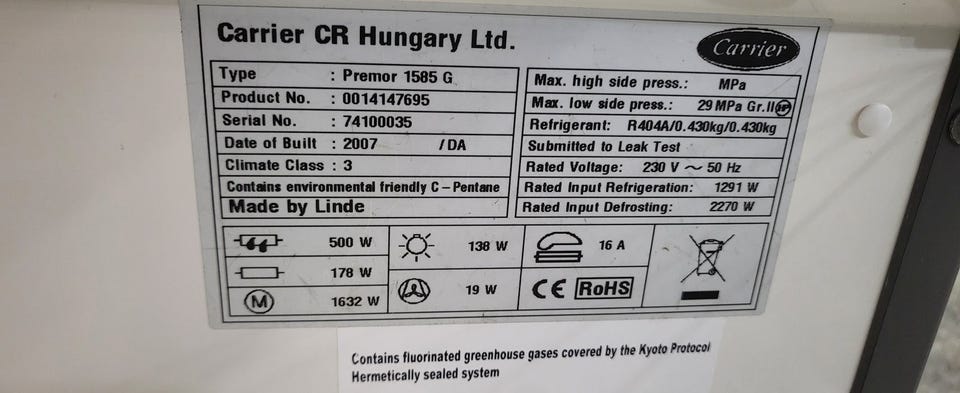 Carrier CR Hungary Ltd.
Carrier
Type : Premor 1585 G
Product No. : 0014147695
Serial No. : 74100035
Date of Built : 2007 /DA
Climate Class : 3
Contains environmental friendly C – Pentane
Made by Linde
Max. high side press.: MPa
Max. low side press.: 29 MPa Gr.II
Refrigerant: R404A/0.430kg/0.430kg
Submitted to Leak Test
Rated Voltage: 230 V ~ 50 Hz
Rated Input Refrigeration: 1291 W
Rated Input Defrosting: 2270 W
500 W
138 W
16 A
178 W
19 W
CE RoHS
M 1632 W
Contains fluorinated greenhouse gases covered by the Kyoto Protocol
Hermetically sealed system